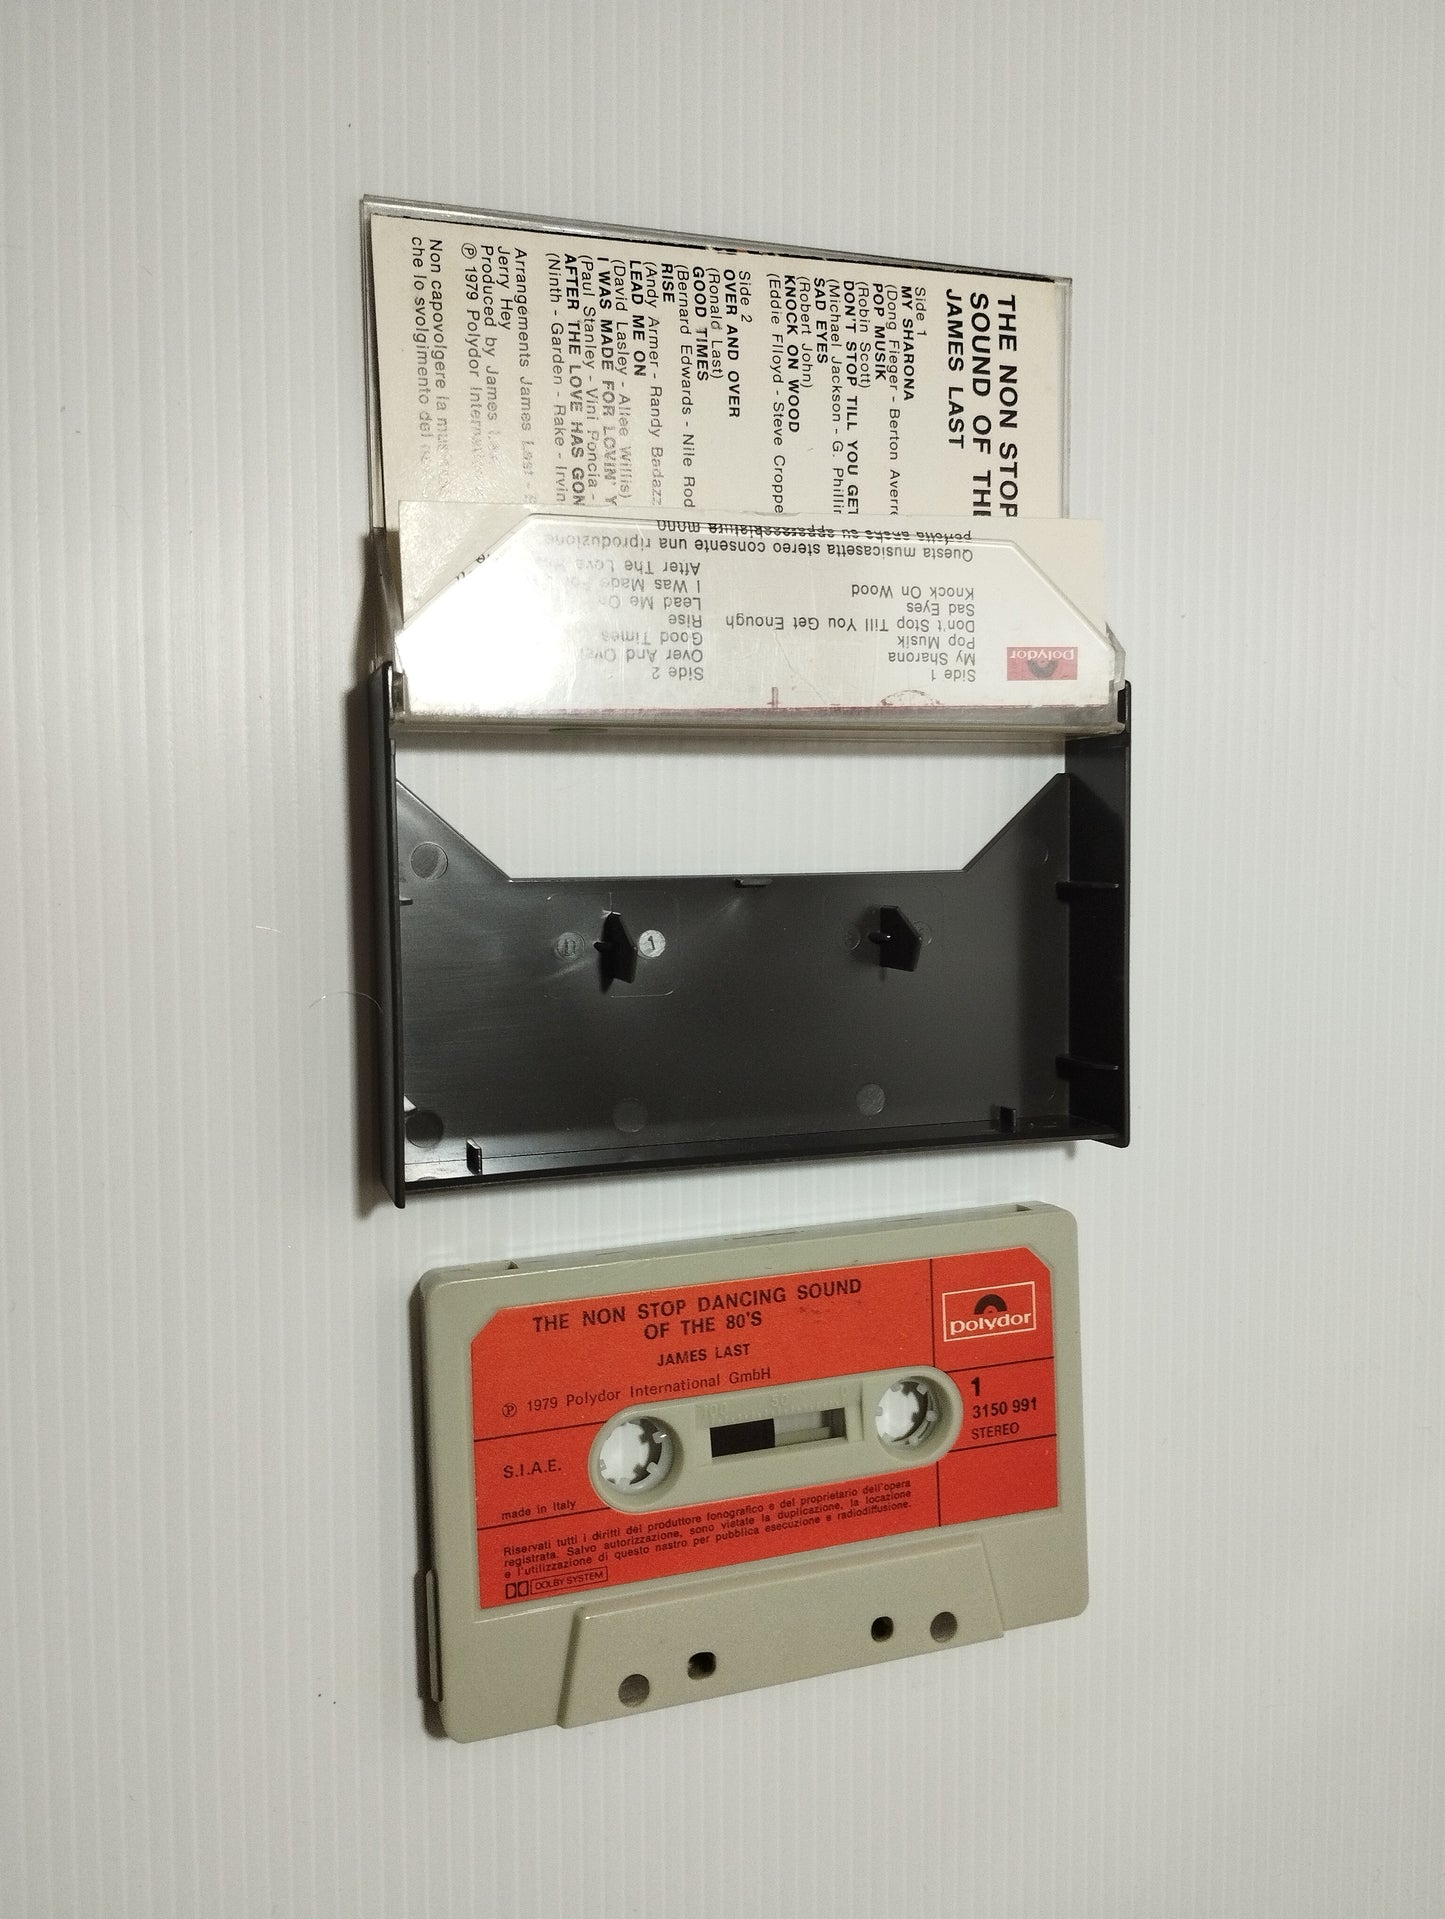 THE NON STOP
SOUND OF THE
JAMES LAST
Side 1
MY SHARONA
(Dong Fieger - Berton Averre
POP MUSIK
(Robin Scott)
DON'T STOP TILL YOU GET
(Michael Jackson - G. Phillin
SAD EYES
(Robert John)
KNOCK ON WOOD
(Eddie Flloyd - Steve Croppe
Side 2
OVER AND OVER
(Ronald Last)
GOOD TIMES
(Bernard Edwards - Nile Rod
RISE
(Andy Armer - Randy Badazz
LEAD ME ON
(David Lasley - Allee Willis)
I WAS MADE FOR LOVIN' Y
(Paul Stanley - Vini Poncia -
AFTER THE LOVE HAS GON
(Ninth - Garden - Rake - Irvin
Arrangements James Last -
Jerry Hey
Produced by James Las
Ⓟ 1979 Polydor Internat
Non capovolgere la mus
che lo svolgimento del
polydor
Side 1
My Sharona
Pop Musik
Don't Stop Till You Get Enough
Sad Eyes
Knock On Wood
Side 2
Over And Over
Good Times
Rise
Lead Me On
I Was Made For
After The Love
Questa musicasetta stereo consente una riproduzione
perfetta anche su apparecchiatura mono
THE NON STOP DANCING SOUND
OF THE 80'S
JAMES LAST
Ⓟ 1979 Polydor International GmbH
polydor
1
3150 991
STEREO
100 50 0
S.I.A.E.
made in Italy
Riservati tutti i diritti del produttore fonografico e del proprietario dell'opera
registrata. Salvo autorizzazione, sono vietate la duplicazione, la locazione
e l'utilizzazione di questo nastro per pubblica esecuzione e radiodiffusione.
DOLBY SYSTEM